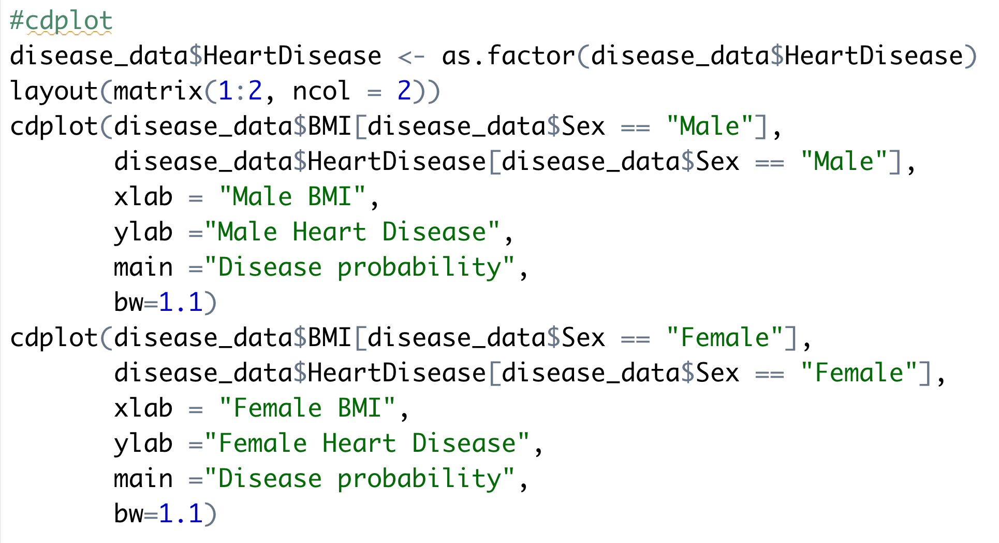 #cdplot
disease_data$HeartDisease <- as.factor(disease_data$HeartDisease)
layout(matrix(1:2, ncol = 2))
cdplot(disease_data$BMI[disease_data$Sex == "Male"],
       disease_data$HeartDisease[disease_data$Sex == "Male"],
       xlab = "Male BMI",
       ylab ="Male Heart Disease",
       main ="Disease probability",
       bw=1.1)
cdplot(disease_data$BMI[disease_data$Sex == "Female"],
       disease_data$HeartDisease[disease_data$Sex == "Female"],
       xlab = "Female BMI",
       ylab ="Female Heart Disease",
       main ="Disease probability",
       bw=1.1)